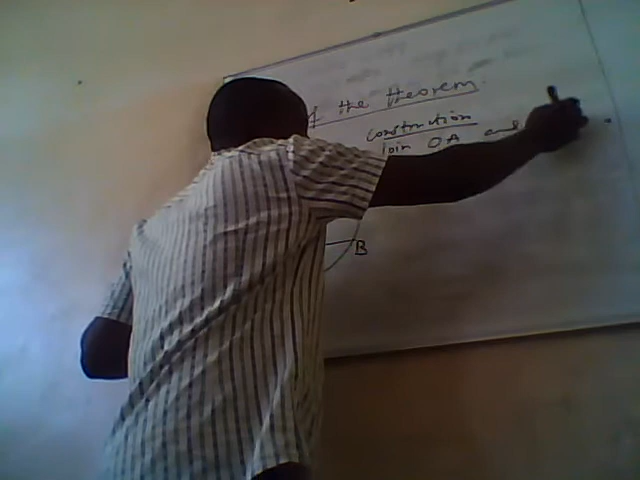 the theorem
construction
Join OA and
B